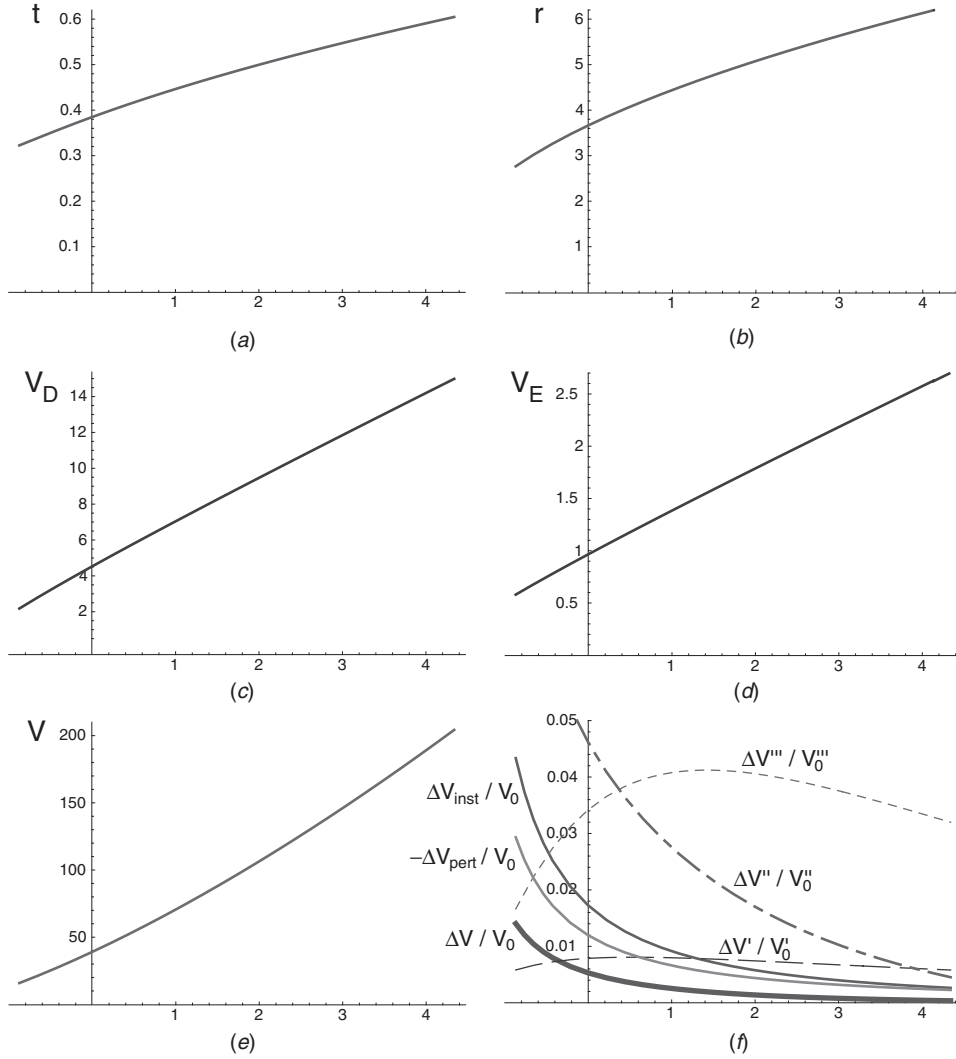 t
0.6
0.5
0.4
0.3
0.2
0.1
1 2 3 4
(a)
r
6
5
4
3
2
1
1 2 3 4
(b)
V_D
14
12
10
8
6
4
2
1 2 3 4
(c)
V_E
2.5
2
1.5
1
0.5
1 2 3 4
(d)
V
200
150
100
50
1 2 3 4
(e)
0.05
0.04
0.03
0.02
0.01
ΔV_inst / V_0
−ΔV_pert / V_0
ΔV / V_0
ΔV''' / V_0'''
ΔV'' / V_0''
ΔV' / V_0'
1 2 3 4
(f)